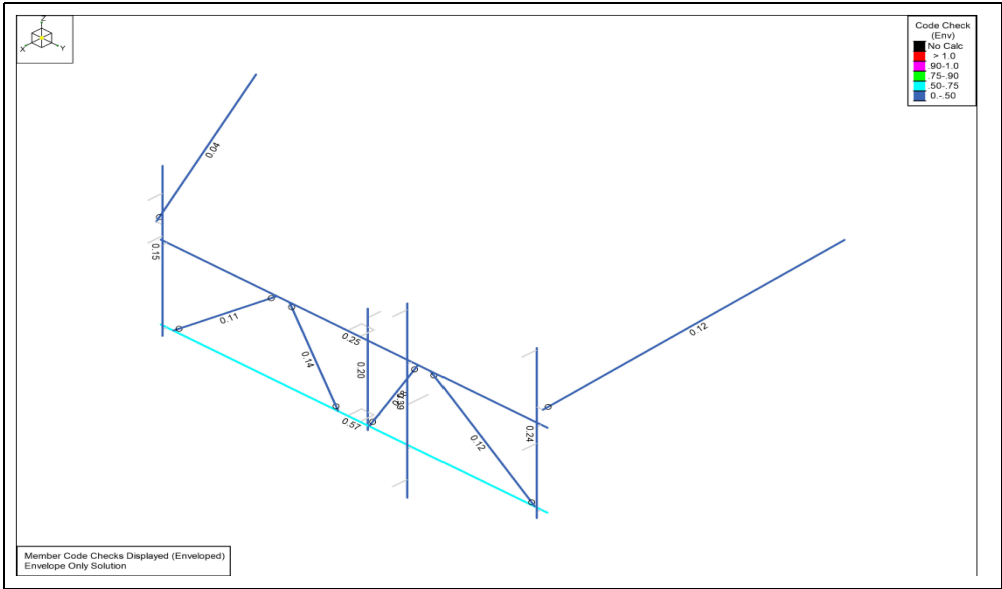 Z
X
Y
Code Check
(Env)
No Calc
> 1.0
.90-1.0
.75-.90
.50-.75
0.-.50
0.04
0.15
0.11
0.14
0.25
0.20
0.57
0.39
0.12
0.24
0.12
Member Code Checks Displayed (Enveloped)
Envelope Only Solution